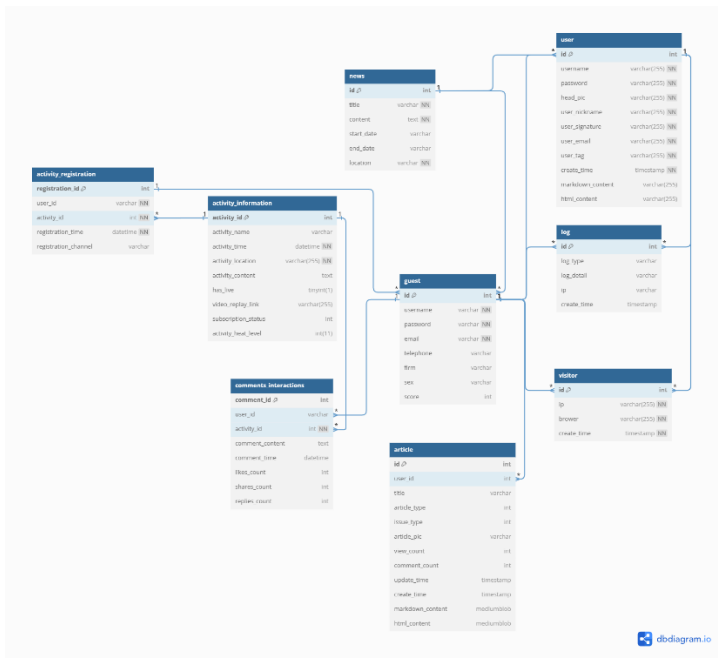 user
id int
username varchar(255) NN
password varchar(255) NN
head_src varchar(255) NN
user_nickname varchar(255) NN
user_signature varchar(255) NN
user_email varchar(255) NN
user_tag varchar(255) NN
create_time timestamp NN
markdown_content varchar(255)
html_content varchar(255)
news
id int
title varchar NN
content text NN
start_date varchar
end_date varchar
location varchar NN
activity_registration
registration_id int
user_id varchar NN
activity_id int NN
registration_time datetime NN
registration_channel varchar
activity_information
activity_id int
activity_name varchar
activity_time datetime NN
activity_location varchar(255) NN
activity_content text
has_live tinyint(1)
video_replay_link varchar(255)
subscription_status int
activity_heat_level int(11)
log
id int
log_type varchar
log_detail varchar
ip varchar
create_time timestamp
guest
id int
username varchar NN
password varchar NN
email varchar NN
telephone varchar
firm varchar
sex varchar
score int
visitor
id int
ip varchar(255) NN
brower varchar(255) NN
create_time timestamp NN
comments_interactions
comment_id int
user_id varchar
activity_id int NN
comment_content text
comment_time datetime
likes_count int
shares_count int
replies_count int
article
id int
user_id int
title varchar
article_type int
issue_type int
article_pic varchar
view_count int
comment_count int
update_time timestamp
create_time timestamp
markdown_content mediumblob
html_content mediumblob
dbdiagram.io